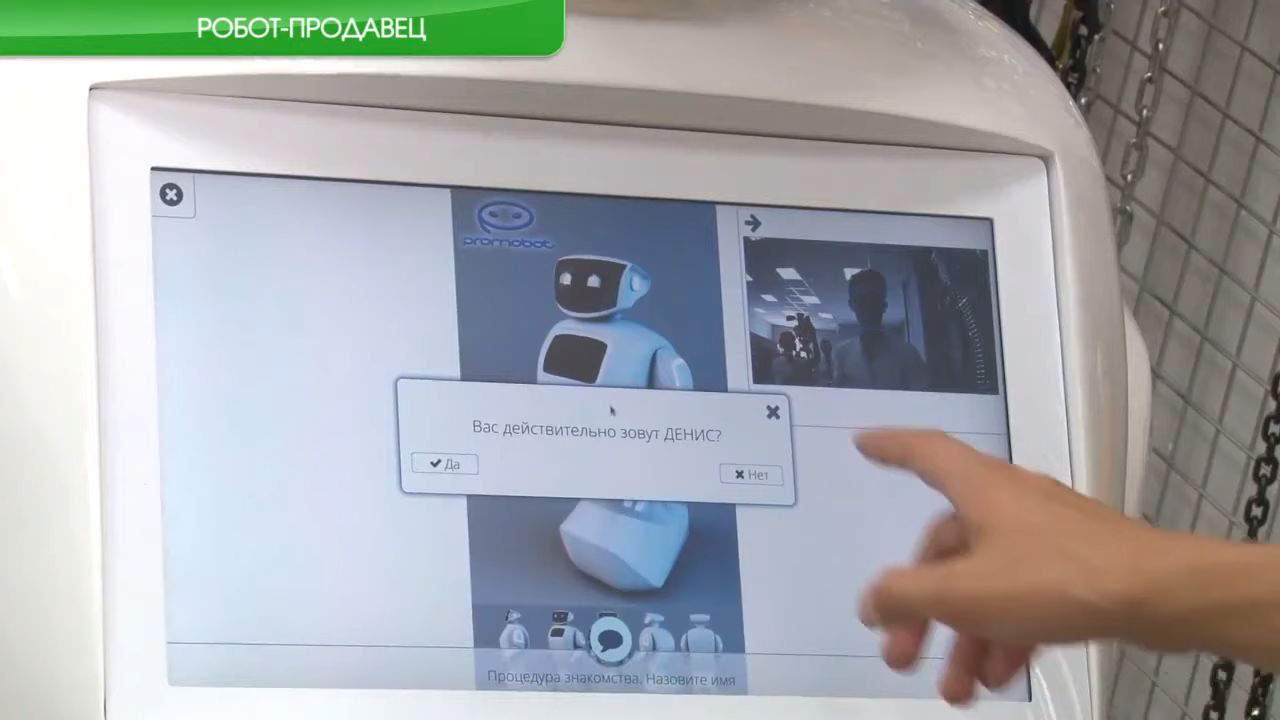 РОБОТ-ПРОДАВЕЦ
promobot
Вас действительно зовут ДЕНИС?
Да
Нет
Процедура знакомства. Назовите имя